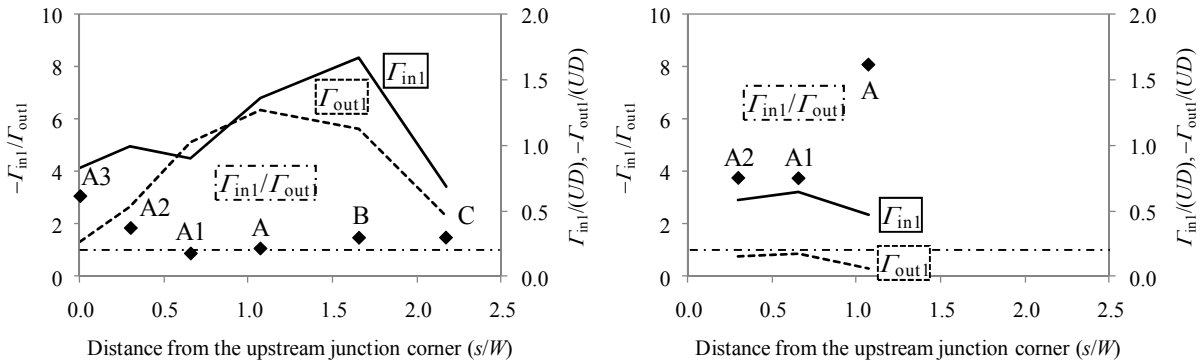 10
8
6
4
2
0
−Γin1/Γout1
2.0
1.5
1.0
0.5
0.0
Γin1/(UD), −Γout1/(UD)
Γin1
Γout1
Γin1/Γout1
A3
A2
A1
A
B
C
0.0 0.5 1.0 1.5 2.0 2.5
Distance from the upstream junction corner (s/W)
10
8
6
4
2
0
−Γin1/Γout1
2.0
1.5
1.0
0.5
0.0
Γin1/(UD), −Γout1/(UD)
A
Γin1/Γout1
A2
A1
Γin1
Γout1
0.0 0.5 1.0 1.5 2.0 2.5
Distance from the upstream junction corner (s/W)